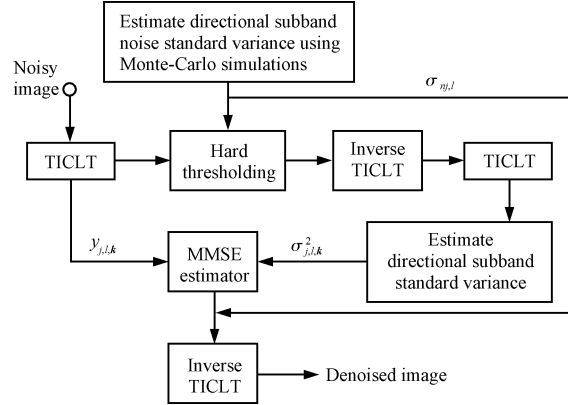 Estimate directional subband
noise standard variance using
Monte-Carlo simulations
Noisy
image
σnj,l
TICLT
Hard
thresholding
Inverse
TICLT
TICLT
yj,l,k
MMSE
estimator
σ²j,l,k
Estimate
directional subband
standard variance
Inverse
TICLT
Denoised image